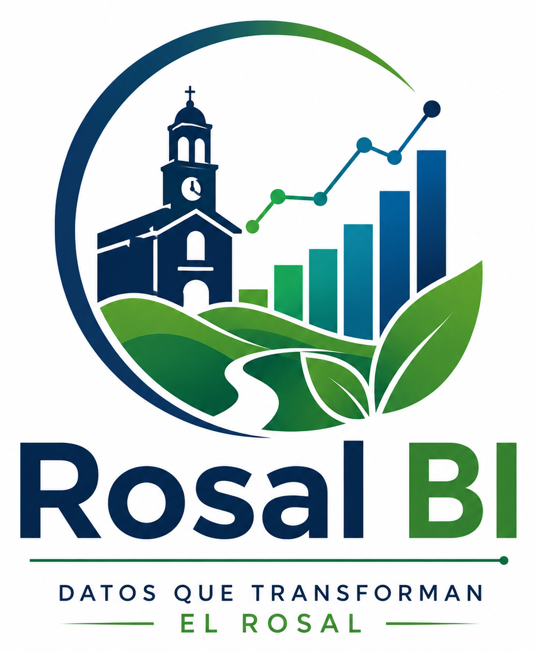 Rosal BI
DATOS QUE TRANSFORMAN
EL ROSAL